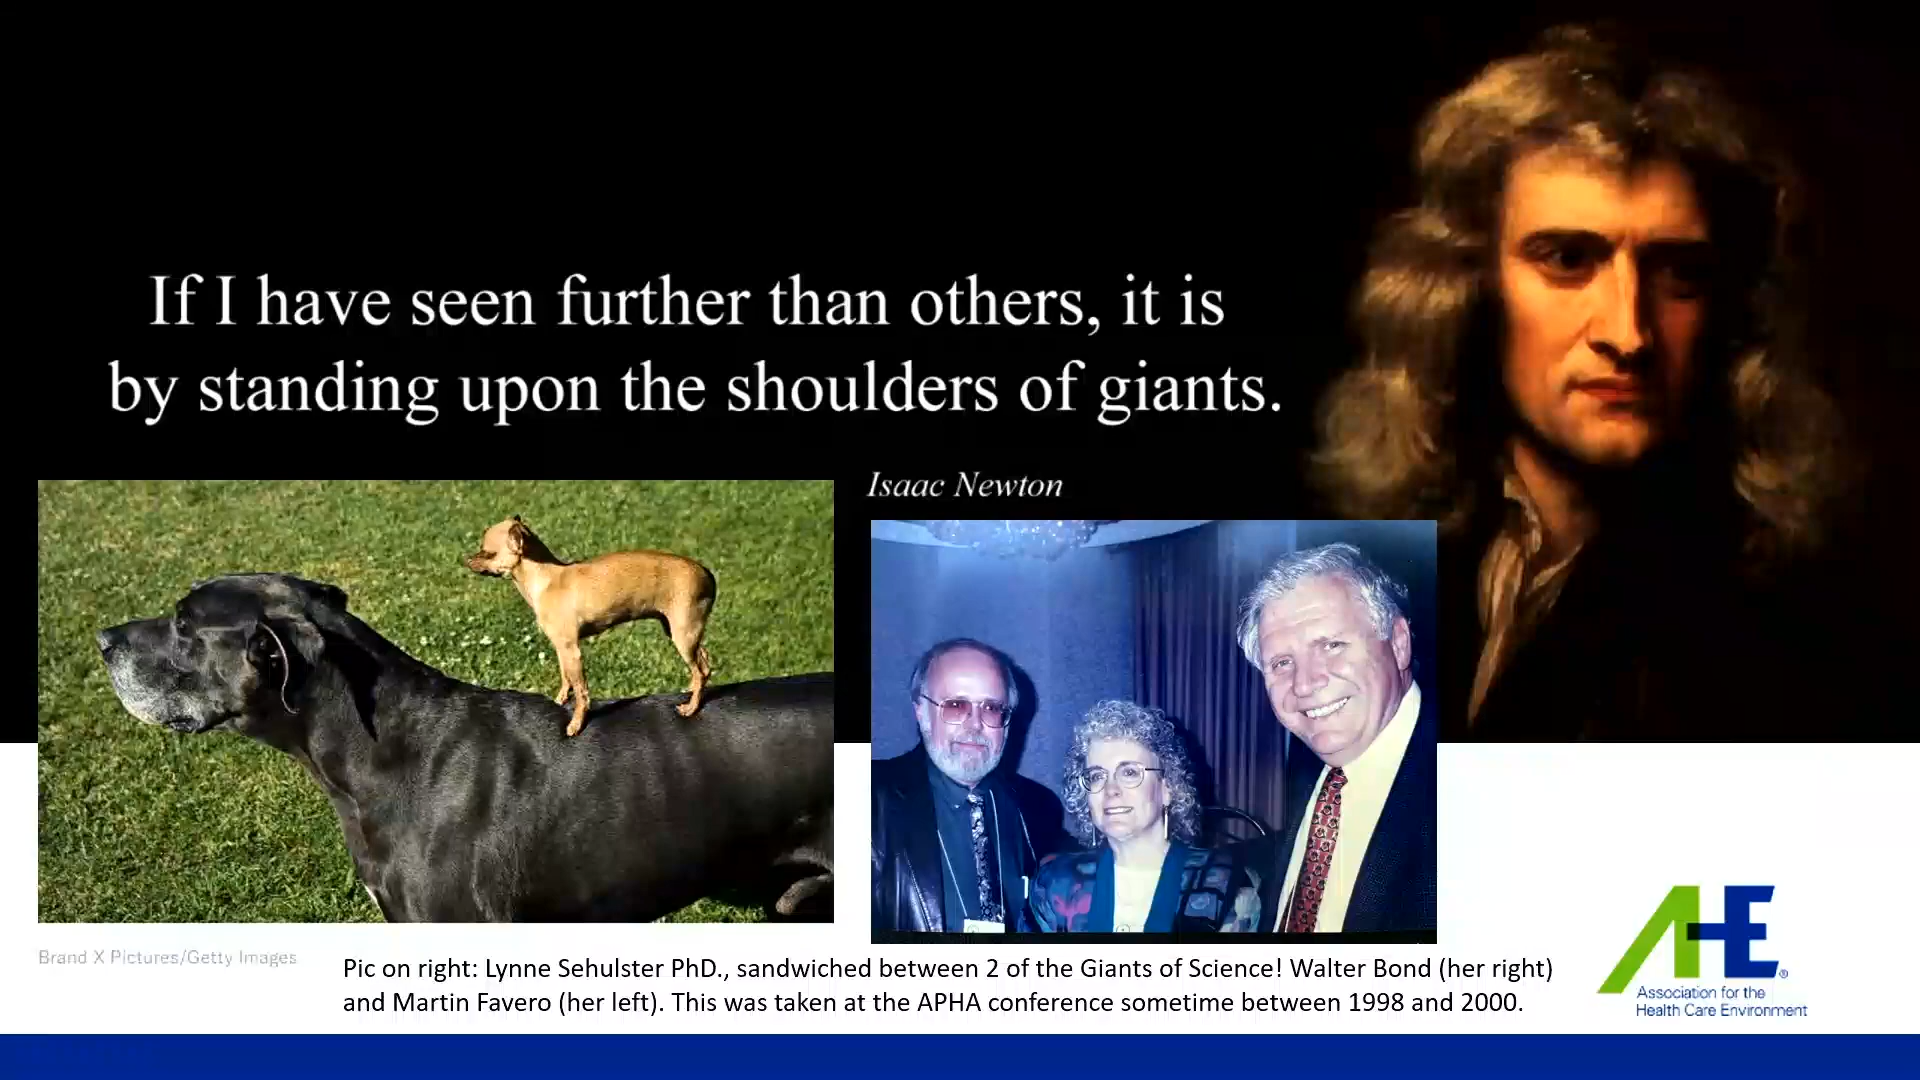 If I have seen further than others, it is
by standing upon the shoulders of giants.
Isaac Newton
Brand X Pictures/Getty Images
Pic on right: Lynne Sehulster PhD., sandwiched between 2 of the Giants of Science! Walter Bond (her right)
and Martin Favero (her left). This was taken at the APHA conference sometime between 1998 and 2000.
AHE®
Association for the
Health Care Environment